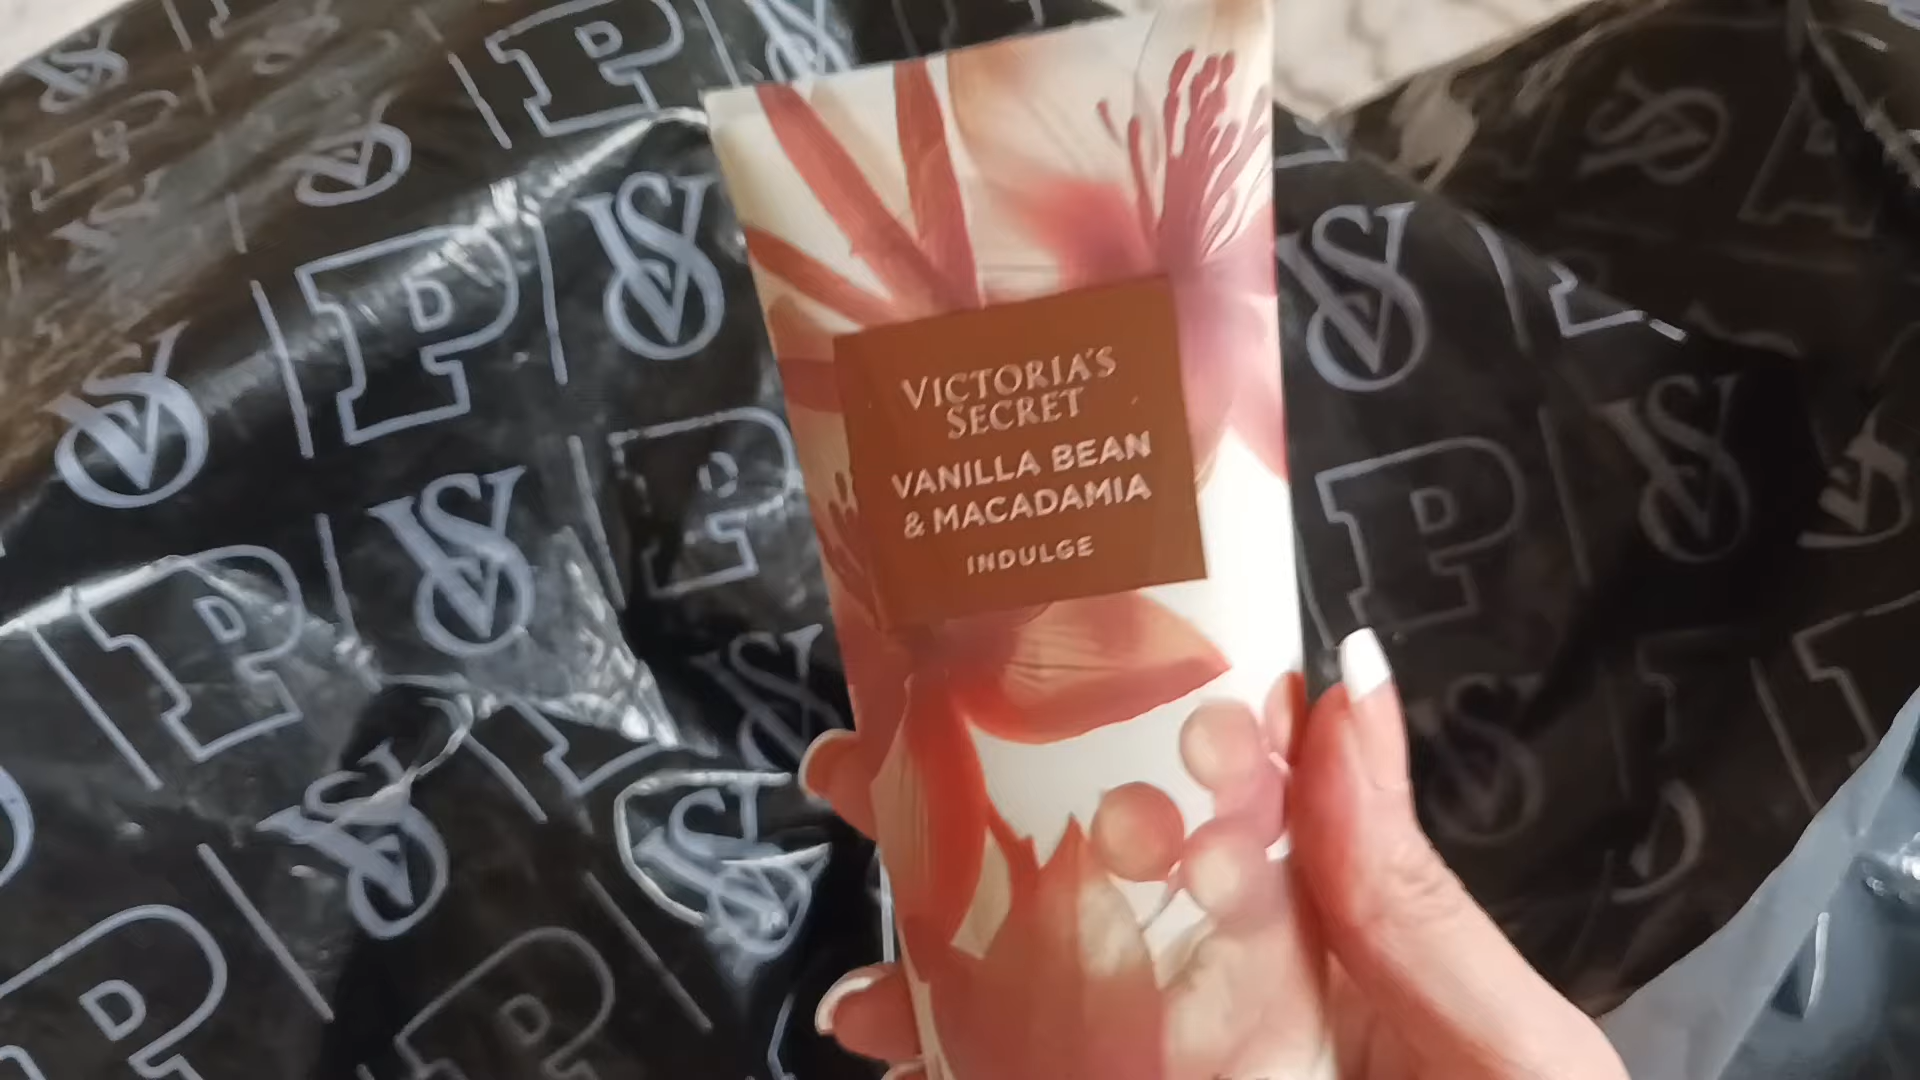 VICTORIA'S
SECRET
VANILLA BEAN
& MACADAMIA
INDULGE